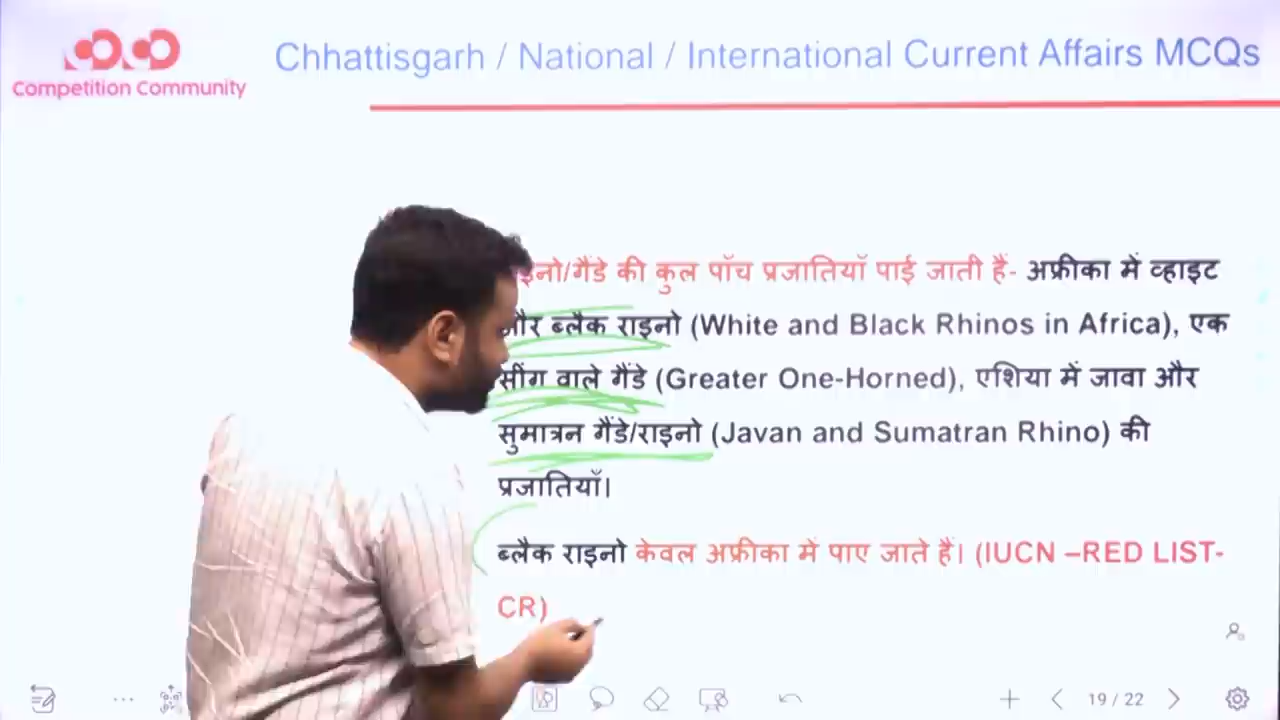 Competition Community
Chhattisgarh / National / International Current Affairs MCQs
की कुल पाँच प्रजातियाँ पाई जाती हैं- अफ्रीका में व्हाइट
ब्लैक राइनो (White and Black Rhinos in Africa), एक
सींग वाले गैंडे (Greater One-Horned), एशिया में जावा और
सुमात्रन गैंडे/राइनो (Javan and Sumatran Rhino) की
प्रजातियाँ।
ब्लैक राइनो केवल अफ्रीका में पाए जाते हैं। (IUCN –RED LIST-
CR)
19 / 22